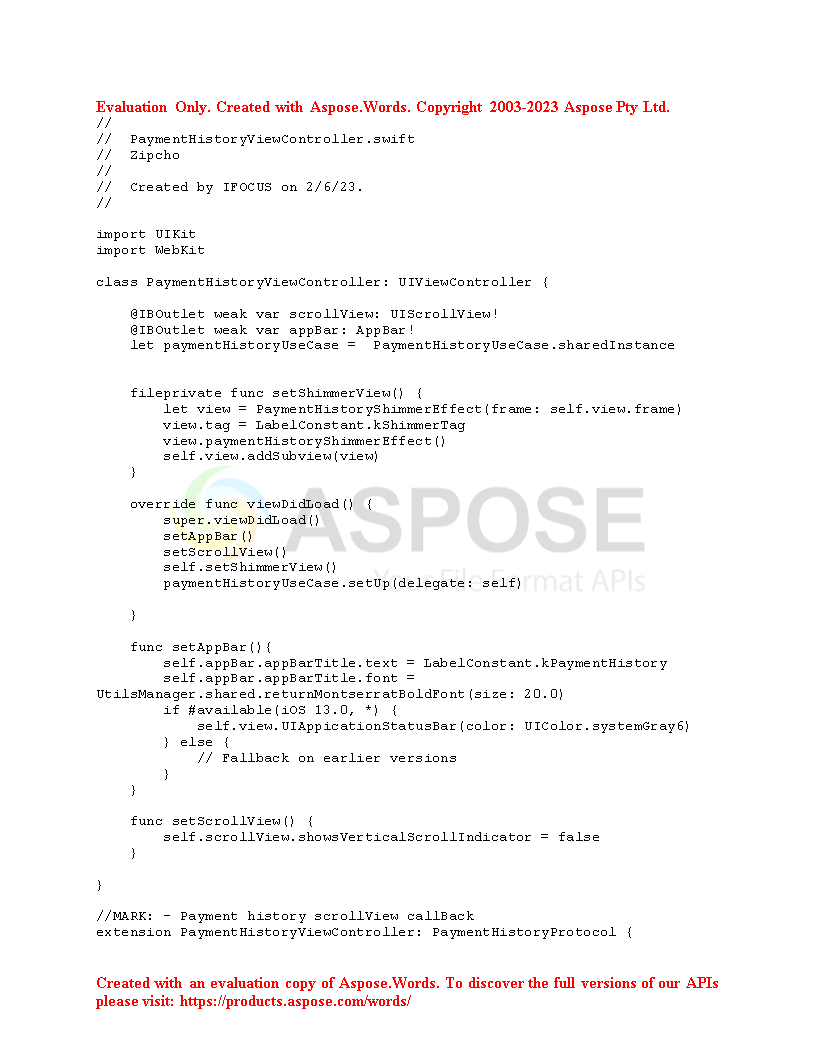 Evaluation Only. Created with Aspose.Words. Copyright 2003-2023 Aspose Pty Ltd.
//
//  PaymentHistoryViewController.swift
//  Zipcho
//
//  Created by IFOCUS on 2/6/23.
//
import UIKit
import WebKit
class PaymentHistoryViewController: UIViewController {
    @IBOutlet weak var scrollView: UIScrollView!
    @IBOutlet weak var appBar: AppBar!
    let paymentHistoryUseCase =  PaymentHistoryUseCase.sharedInstance
    fileprivate func setShimmerView() {
        let view = PaymentHistoryShimmerEffect(frame: self.view.frame)
        view.tag = LabelConstant.kShimmerTag
        view.paymentHistoryShimmerEffect()
        self.view.addSubview(view)
    }
    override func viewDidLoad() {
        super.viewDidLoad()
        setAppBar()
        setScrollView()
        self.setShimmerView()
        paymentHistoryUseCase.setUp(delegate: self)
    }
    func setAppBar(){
        self.appBar.appBarTitle.text = LabelConstant.kPaymentHistory
        self.appBar.appBarTitle.font =
UtilsManager.shared.returnMontserratBoldFont(size: 20.0)
        if #available(iOS 13.0, *) {
            self.view.UIAppicationStatusBar(color: UIColor.systemGray6)
        } else {
            // Fallback on earlier versions
        }
    }
    func setScrollView() {
        self.scrollView.showsVerticalScrollIndicator = false
    }
}
//MARK: - Payment history scrollView callBack
extension PaymentHistoryViewController: PaymentHistoryProtocol {
ASPOSE
Your File Format APIs
Created with an evaluation copy of Aspose.Words. To discover the full versions of our APIs
please visit: https://products.aspose.com/words/